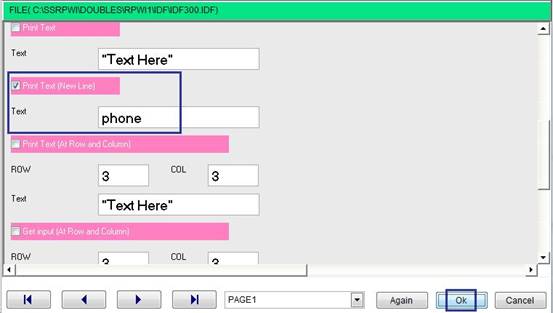 FILE( C:\SSRPWI\DOUBLES\RPWI1\IDF\IDF300.IDF)
Print Text
Text "Text Here"
Print Text (New Line)
Text phone
Print Text (At Row and Column)
ROW 3 COL 3
Text "Text Here"
Get input (At Row and Column)
ROW 3 COL 3
PAGE1 Again Ok Cancel